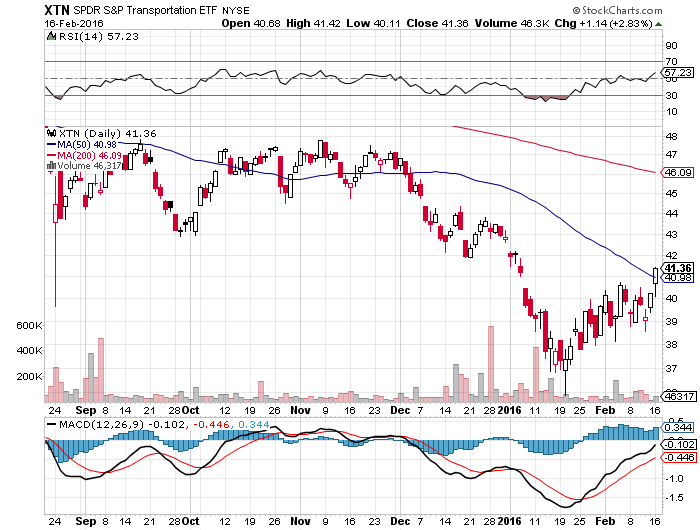 XTN SPDR S&P Transportation ETF NYSE © StockCharts.com
16-Feb-2016 Open 40.68 High 41.42 Low 40.11 Close 41.36 Volume 46.3K Chg +1.14 (+2.83%)
RSI(14) 57.23
90
70
57.23
50
30
10
XTN (Daily) 41.36
MA(50) 40.98
MA(200) 46.09
Volume 46,317
48
47
46.09
45
44
43
42
41.36
40.98
40
39
38
37
36
600K
400K
200K
46317
24 Sep 8 14 21 28 Oct 12 19 26 Nov 9 16 23 Dec 7 14 21 28 2016 11 19 25 Feb 8 16
MACD(12,26,9) -0.102, -0.446, 0.344
0.5
0.344
0.0
-0.102
-0.446
-1.0
-1.5
24 Sep 8 14 21 28 Oct 12 19 26 Nov 9 16 23 Dec 7 14 21 28 2016 11 19 25 Feb 8 16